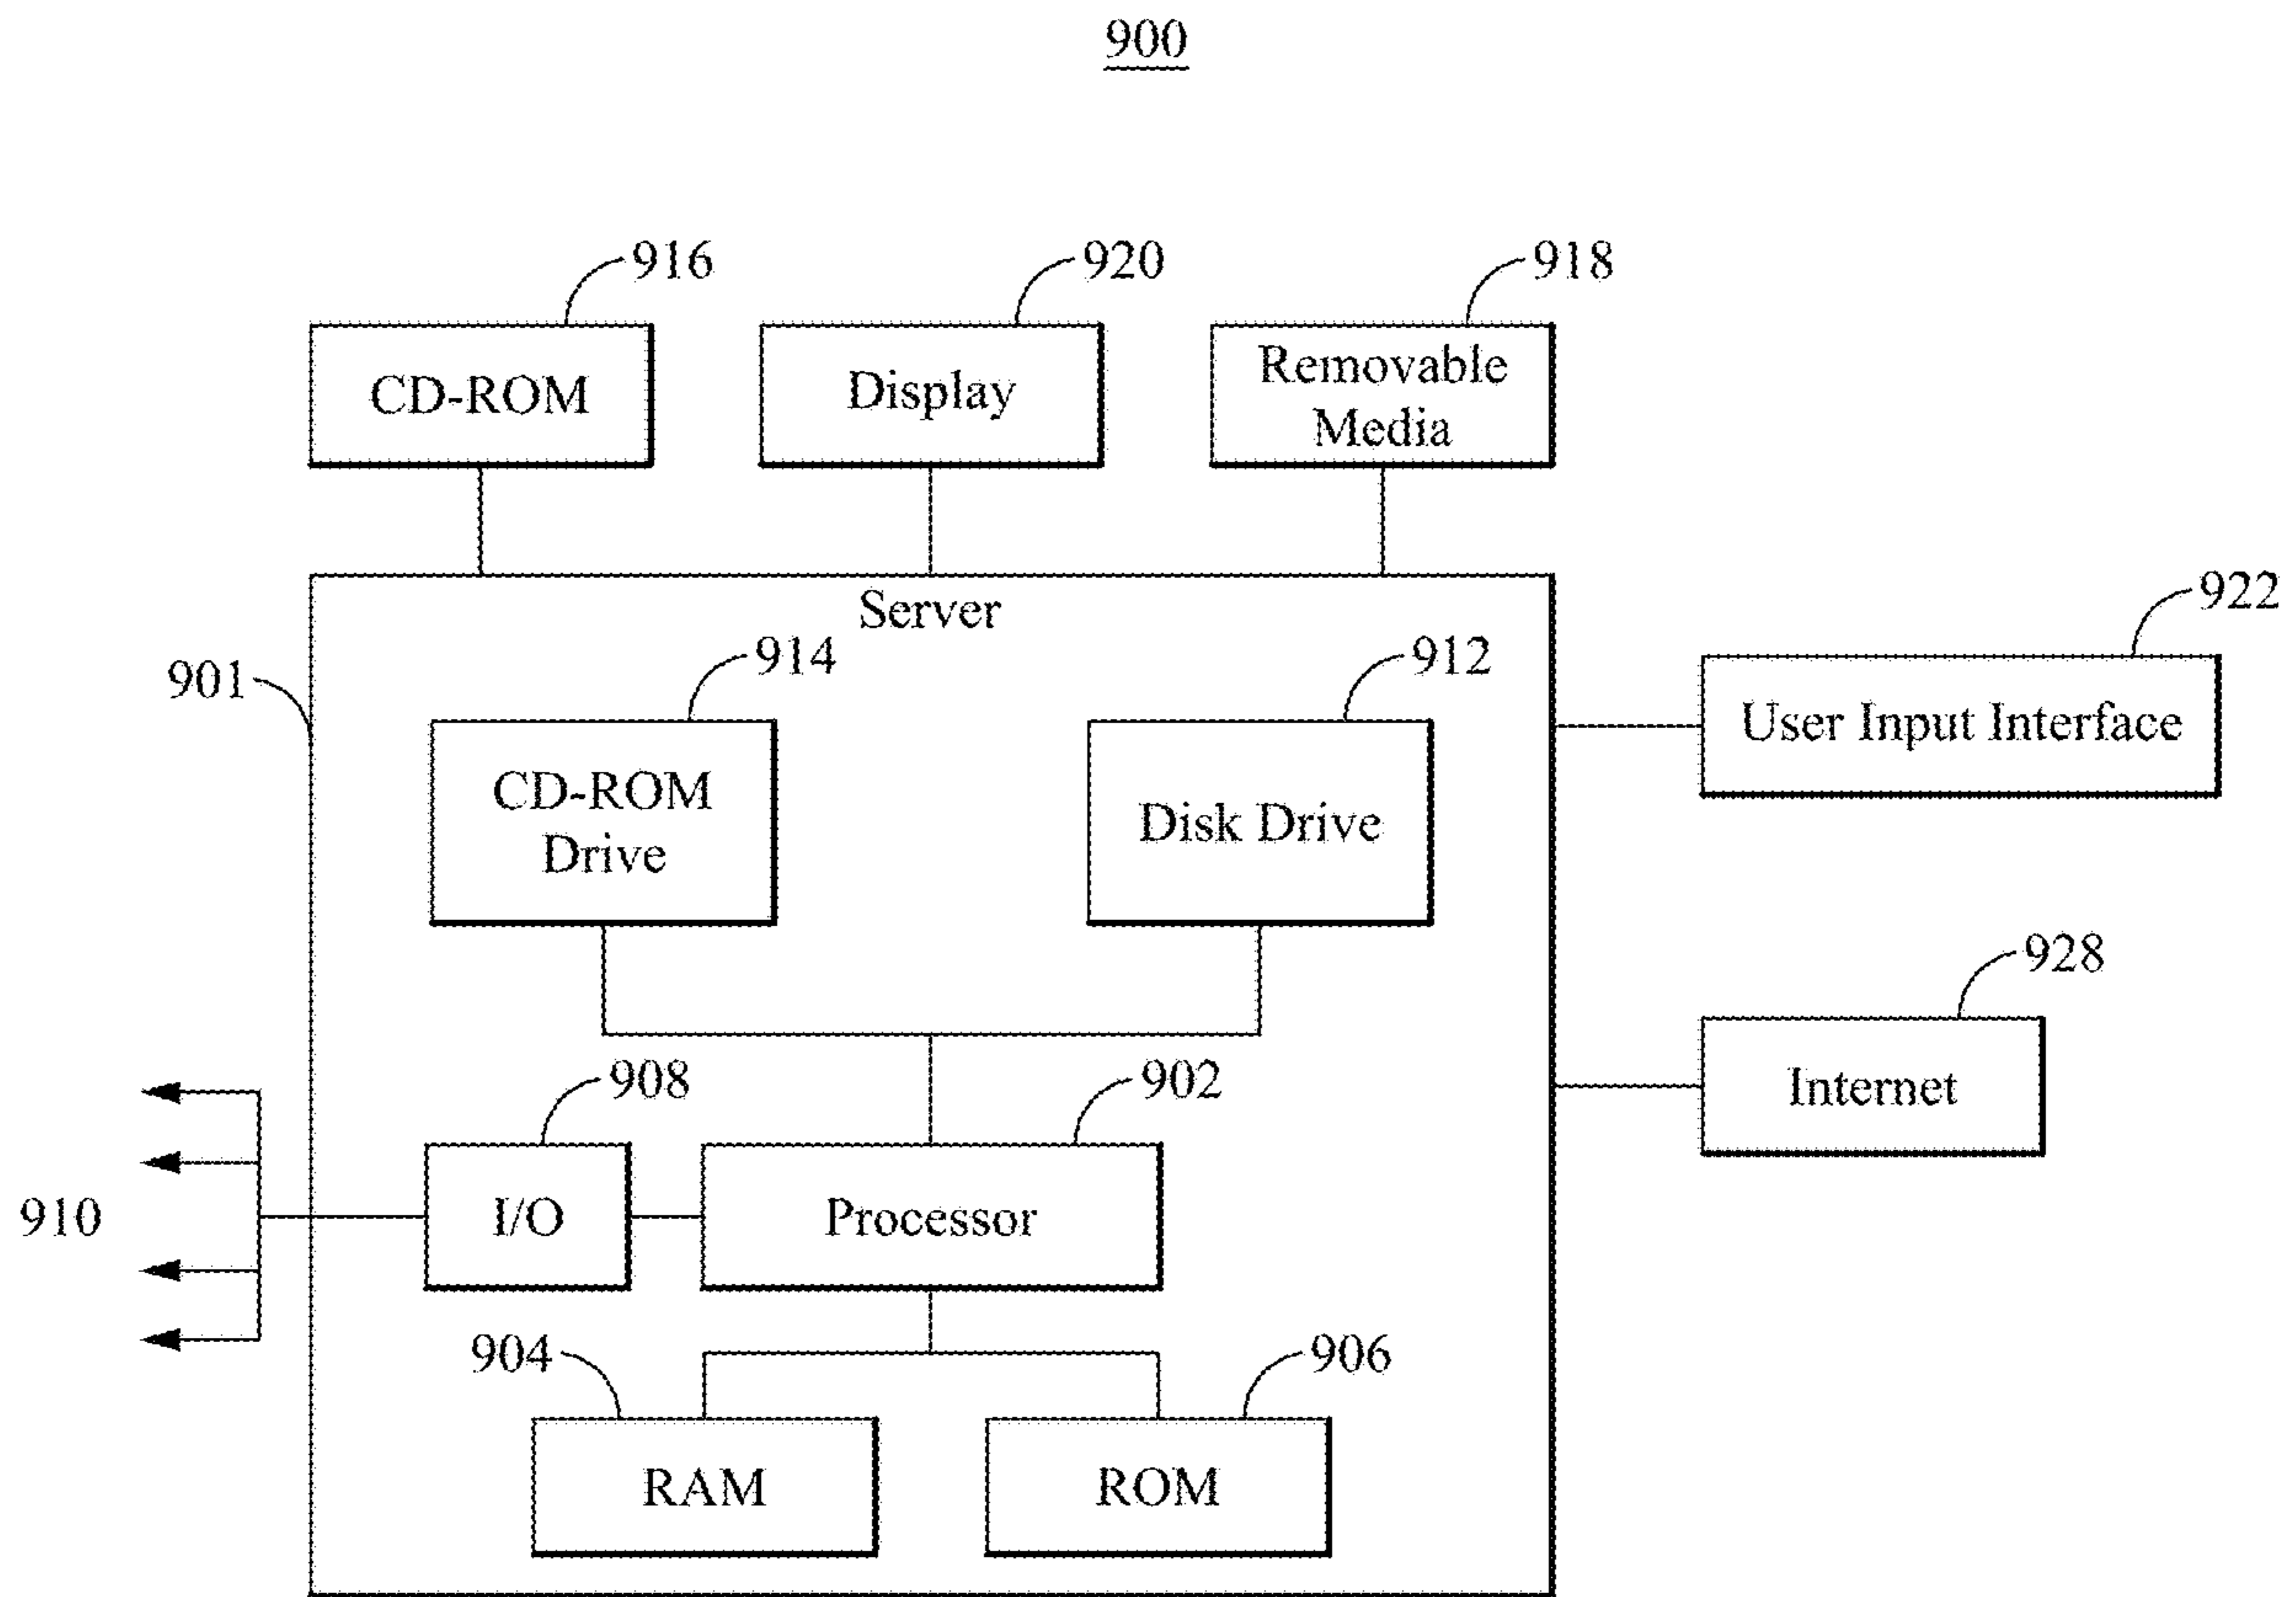 900
916
920
918
CD-ROM
Display
Removable
Media
Server
922
901
914
912
User Input Interface
CD-ROM
Drive
Disk Drive
928
908
902
Internet
910
I/O
Processor
904
906
RAM
ROM